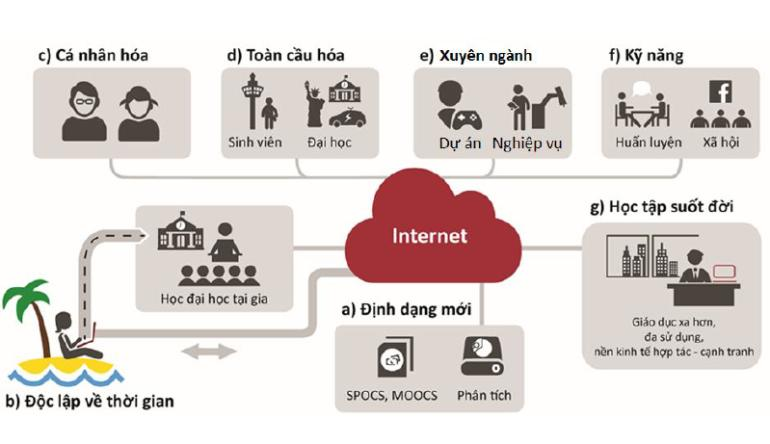 c) Cá nhân hóa
d) Toàn cầu hóa
Sinh viên
Đại học
e) Xuyên ngành
Dự án
Nghiệp vụ
f) Kỹ năng
Huấn luyện
Xã hội
Internet
Học đại học tại gia
b) Độc lập về thời gian
a) Định dạng mới
SPOCS, MOOCS
Phân tích
g) Học tập suốt đời
Giáo dục xa hơn,
đa sử dụng,
nền kinh tế hợp tác - cạnh tranh